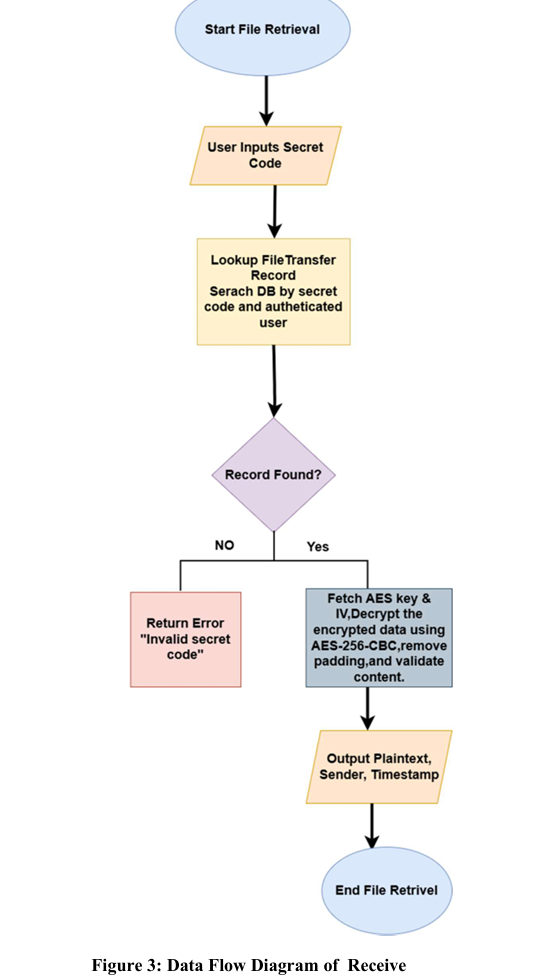 Start File Retrieval
User Inputs Secret
Code
Lookup FileTransfer
Record
Serach DB by secret
code and autheticated
user
Record Found?
NO
Yes
Return Error
"Invalid secret
code"
Fetch AES key &
IV,Decrypt the
encrypted data using
AES-256-CBC,remove
padding,and validate
content.
Output Plaintext,
Sender, Timestamp
End File Retrivel
Figure 3: Data Flow Diagram of Receive